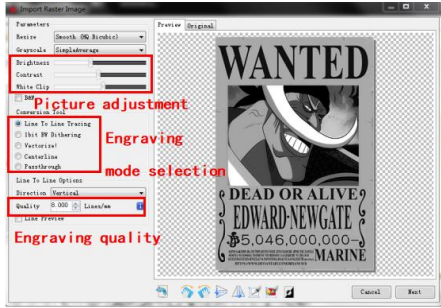 Import Raster Image
Parameters
Resize Smooth (HQ Bicubic)
Grayscale SimpleAverage
Brightness
Contrast
White Clip
B&W
Picture adjustment
Conversion Tool
Line To Line Tracing
1bit BW Dithering
Vectorize!
Centerline
Passthrough
Engraving
mode selection
Line To Line Options
Direction Vertical
Quality 8.000 Lines/mm
Line Preview
Engraving quality
Preview Original
WANTED
DEAD OR ALIVE
EDWARD·NEWGATE
5,046,000,000-
MARINE
Cancel Next